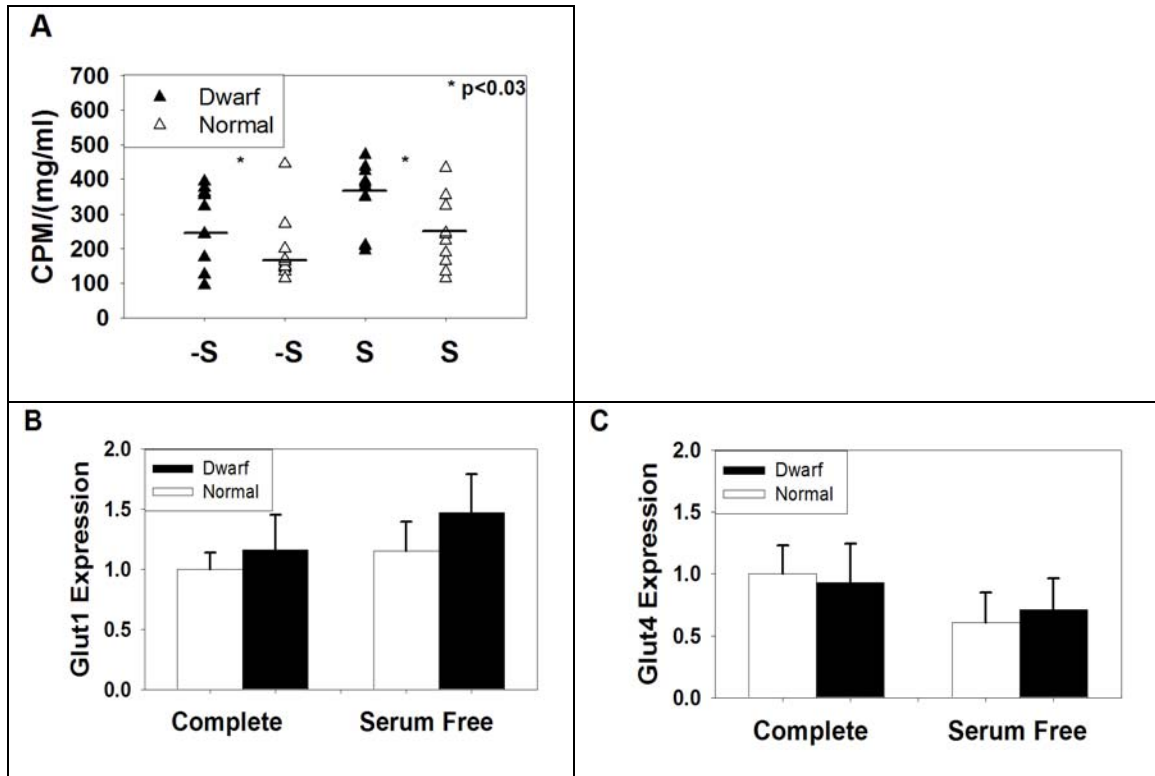 A
700
600
500
400
300
200
100
0
CPM/(mg/ml)
Dwarf
Normal
* p<0.03
*
*
-S -S S S
B
2.0
1.5
1.0
0.5
0.0
Glut1 Expression
Dwarf
Normal
Complete Serum Free
C
2.0
1.5
1.0
0.5
0.0
Glut4 Expression
Dwarf
Normal
Complete Serum Free